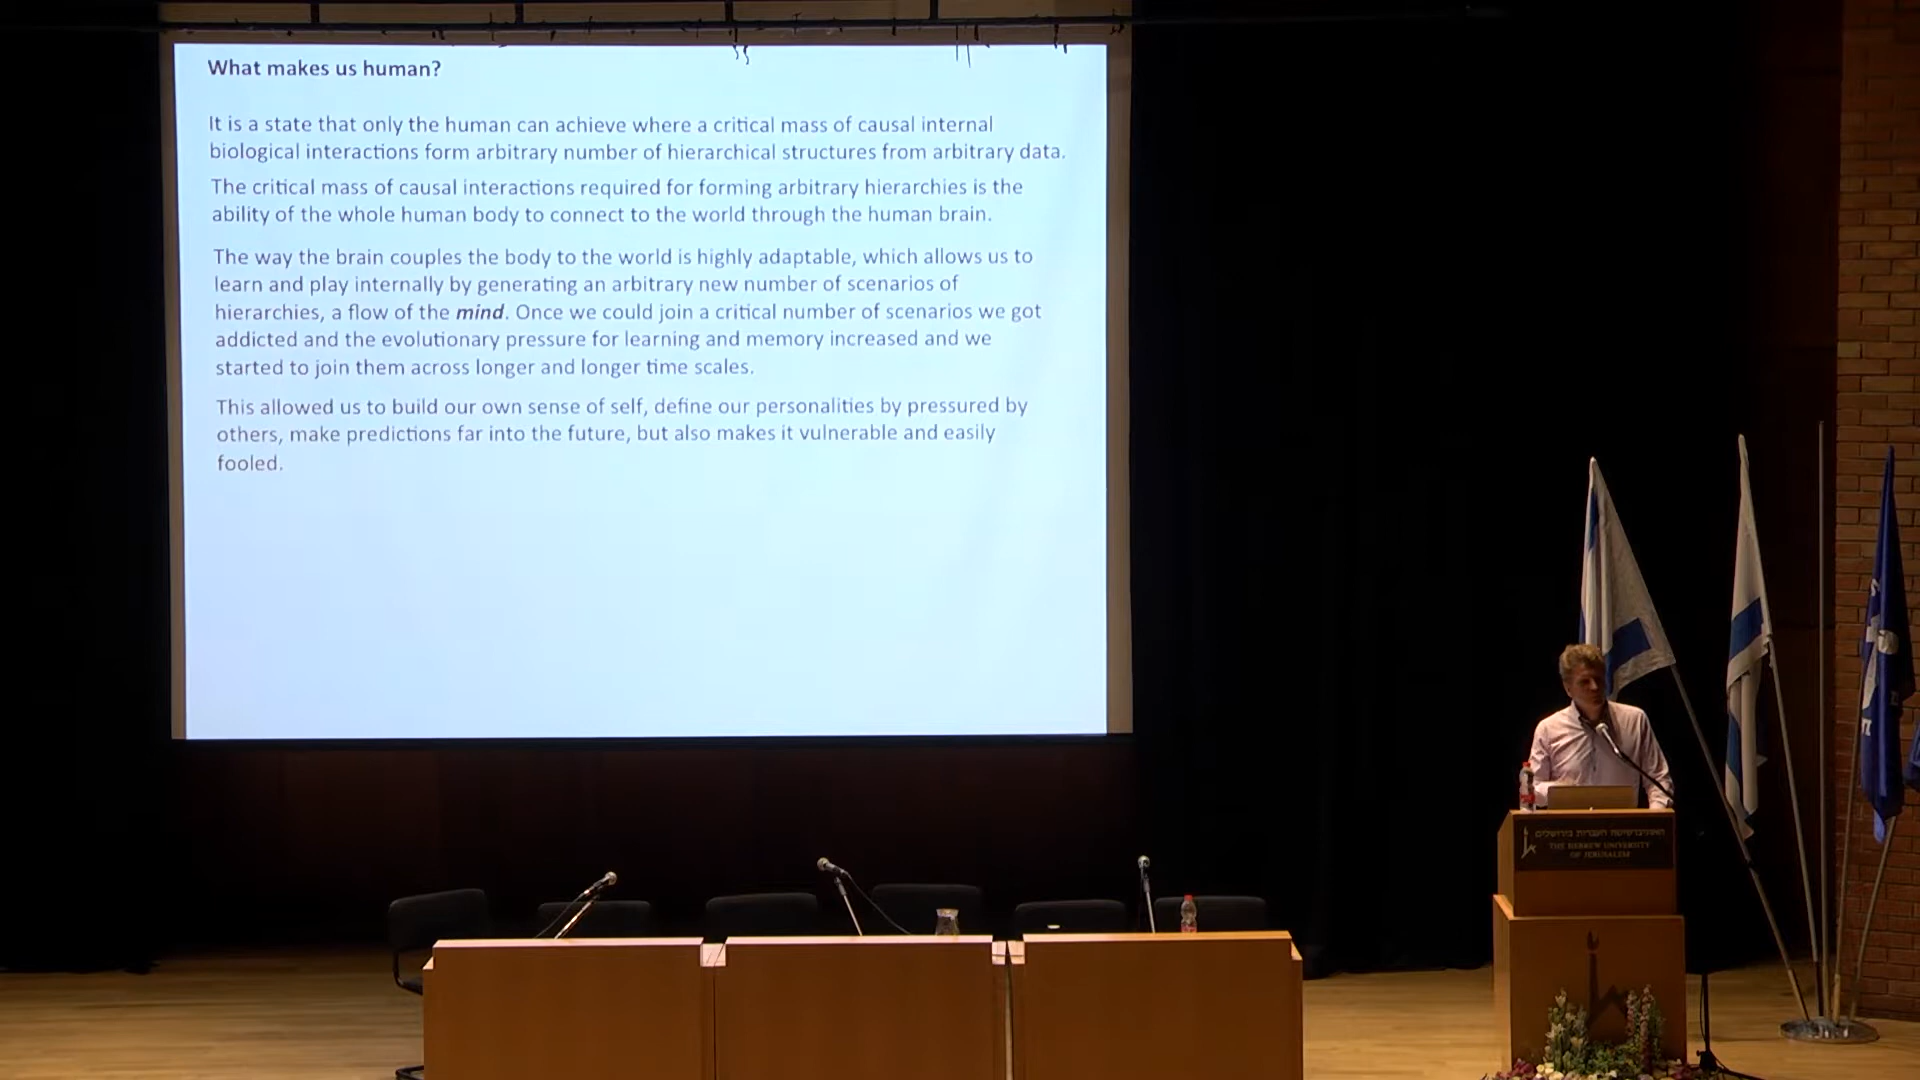 What makes us human?
It is a state that only the human can achieve where a critical mass of causal internal
biological interactions form arbitrary number of hierarchical structures from arbitrary data.
The critical mass of causal interactions required for forming arbitrary hierarchies is the
ability of the whole human body to connect to the world through the human brain.
The way the brain couples the body to the world is highly adaptable, which allows us to
learn and play internally by generating an arbitrary new number of scenarios of
hierarchies, a flow of the mind. Once we could join a critical number of scenarios we got
addicted and the evolutionary pressure for learning and memory increased and we
started to join them across longer and longer time scales.
This allowed us to build our own sense of self, define our personalities by pressured by
others, make predictions far into the future, but also makes it vulnerable and easily
fooled.
האוניברסיטה העברית בירושלים
THE HEBREW UNIVERSITY
OF JERUSALEM